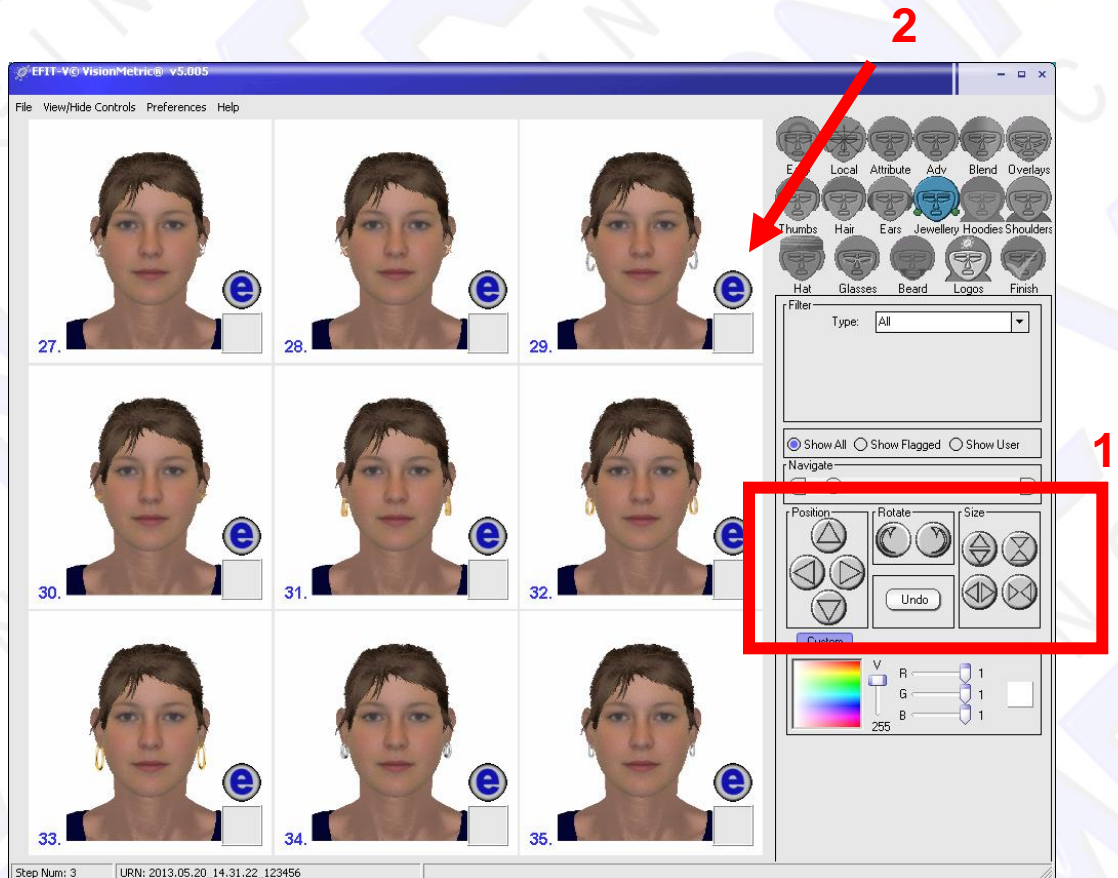 2
EFIT-V© VisionMetric® v5.005
File View/Hide Controls Preferences Help
Local Attribute Adv Blend Overlays
Thumbs Hair Ears Jewellery Hoodies Shoulders
Hat Glasses Beard Logos Finish
Filter
Type: All
27. e 28. e 29. e
Show All Show Flagged Show User
1
Navigate
Position Rotate Size
Undo
30. e 31. e 32. e
Custom
V
R 1
G 1
B 1
255
33. e 34. e 35. e
Step Num: 3 URN: 2013.05.20_14.31.22_123456